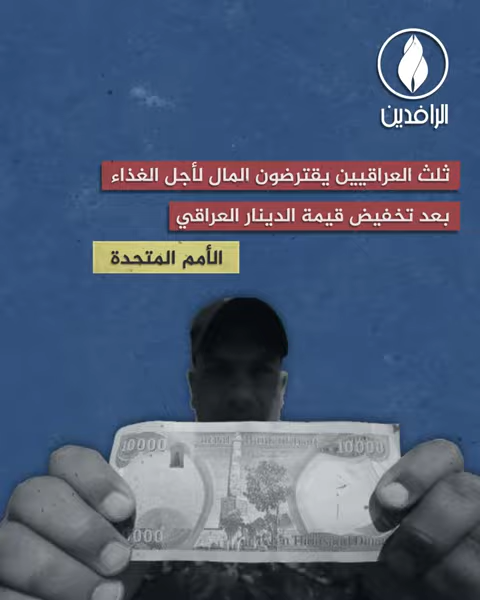 الرافدين
ثلث العراقيين يقترضون المال لأجل الغذاء
بعد تخفيض قيمة الدينار العراقي
الأمم المتحدة
10000
10000